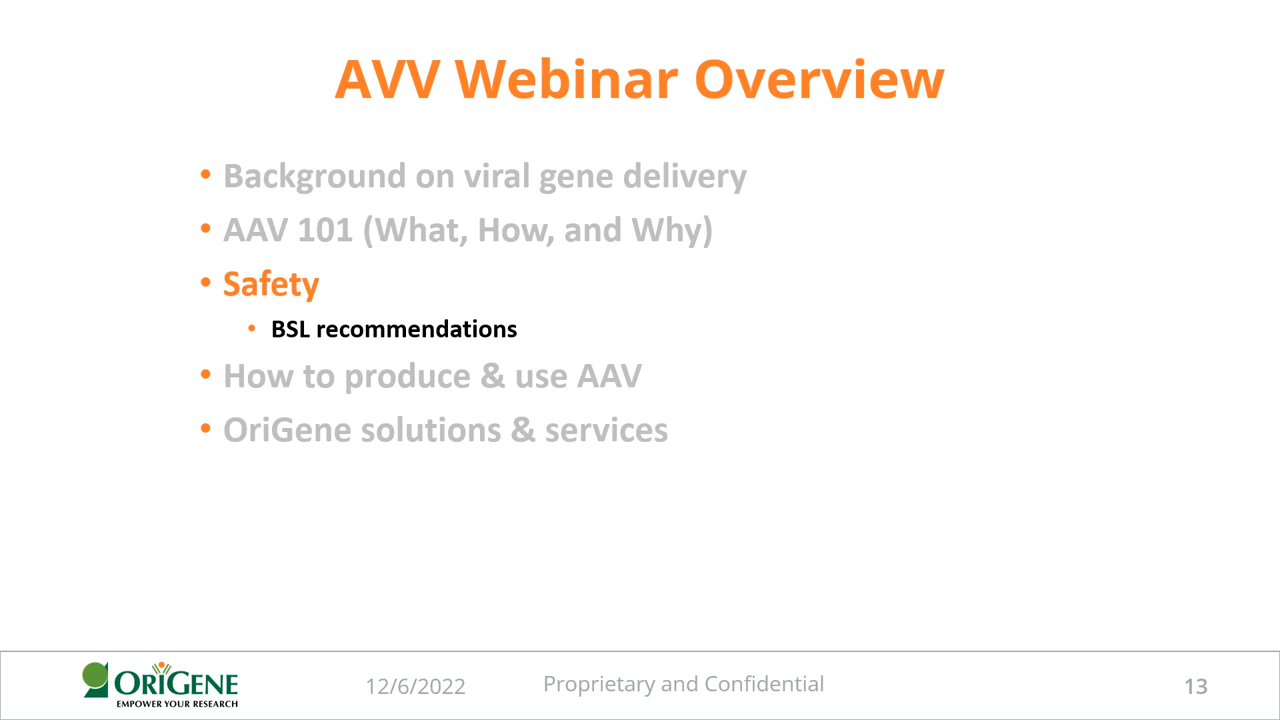 AVV Webinar Overview
• Background on viral gene delivery
• AAV 101 (What, How, and Why)
• Safety
• BSL recommendations
• How to produce & use AAV
• OriGene solutions & services
ORIGENE
EMPOWER YOUR RESEARCH
12/6/2022
Proprietary and Confidential
13